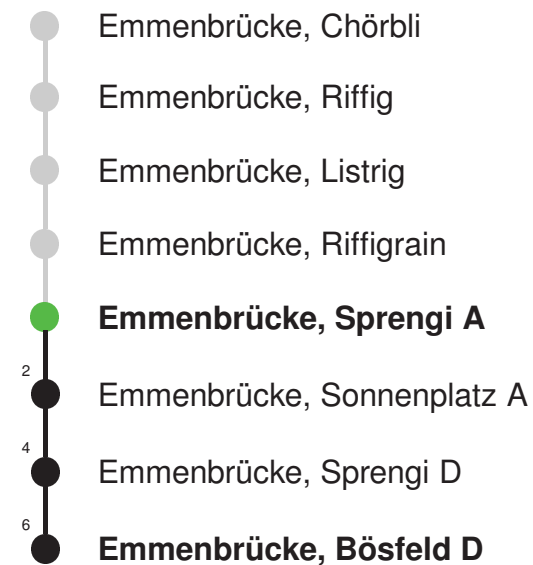 Emmenbrücke, Chörbli
Emmenbrücke, Riffig
Emmenbrücke, Listrig
Emmenbrücke, Riffigrain
Emmenbrücke, Sprengi A
2
Emmenbrücke, Sonnenplatz A
4
Emmenbrücke, Sprengi D
6
Emmenbrücke, Bösfeld D